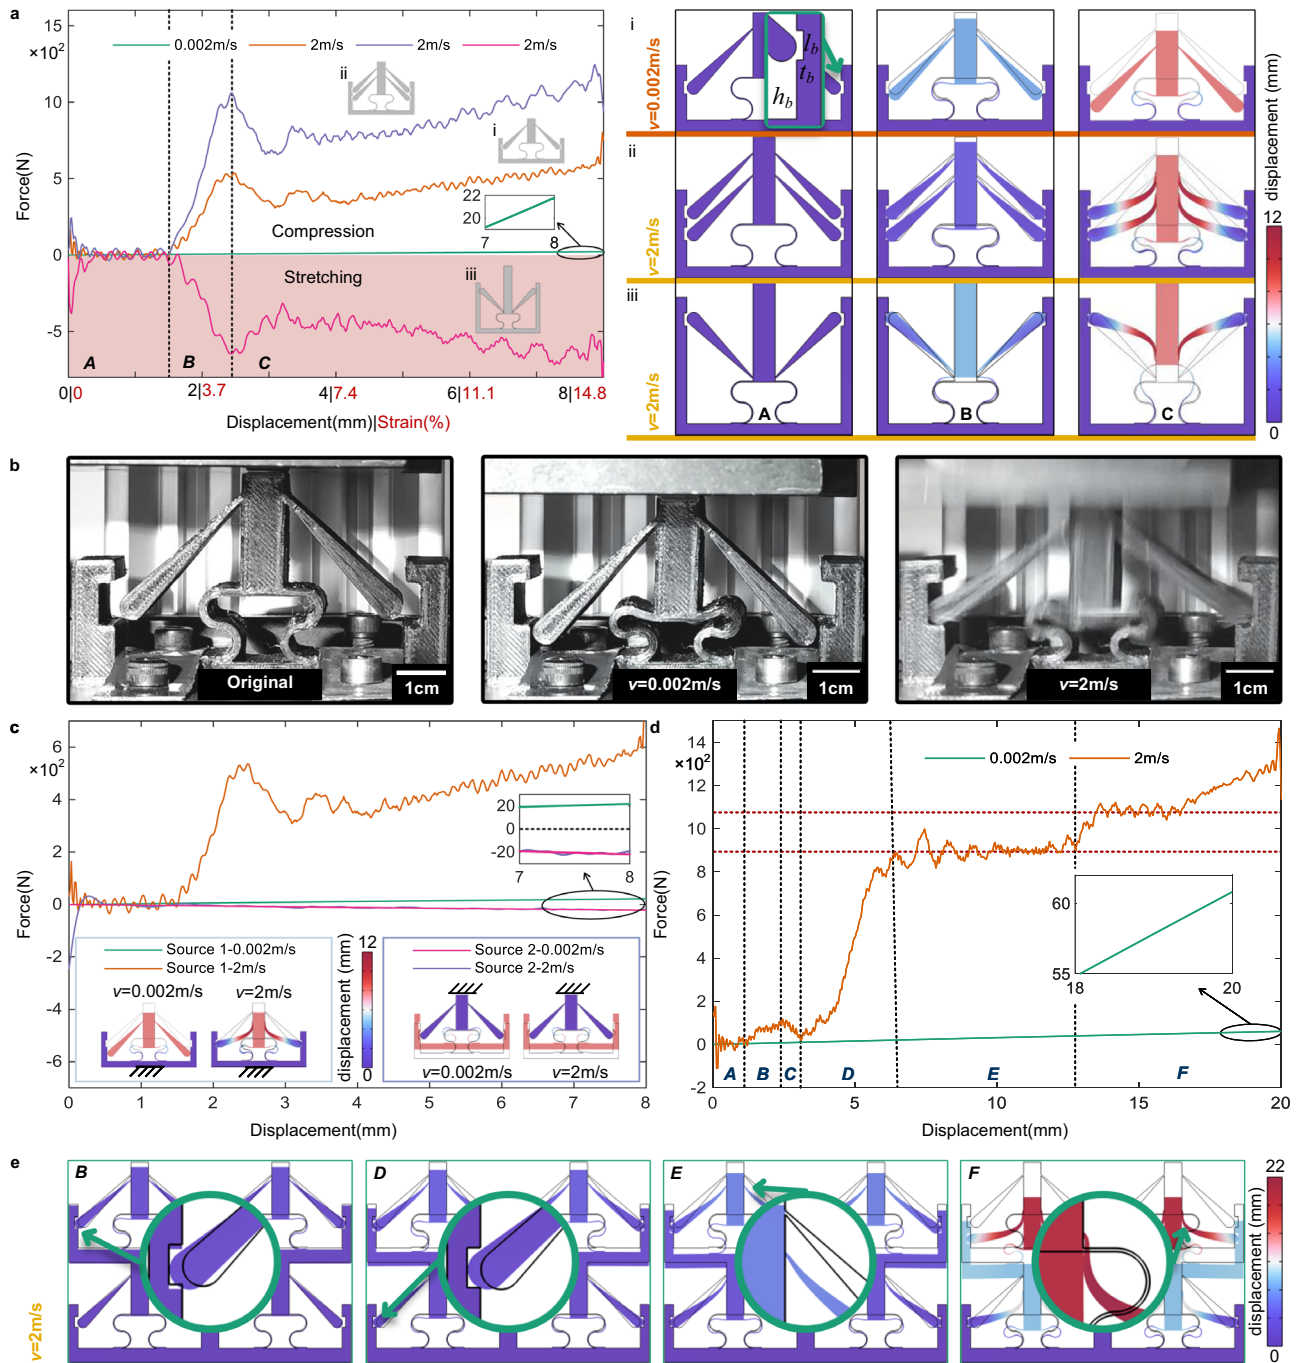 a
15
×10²
10
5
0
-5
Force(N)
0.002m/s
2m/s
2m/s
2m/s
ii
i
22
20
7
8
Compression
Stretching
iii
A
B
C
0|0
2|3.7
4|7.4
6|11.1
8|14.8
Displacement(mm)|Strain(%)
i
ii
iii
v=0.002m/s
v=2m/s
v=2m/s
l_b
t_b
h_b
A
B
C
displacement (mm)
12
0
b
Original
1cm
v=0.002m/s
1cm
v=2m/s
1cm
c
6
×10²
4
2
0
-2
-4
-6
Force(N)
20
0
-20
7
8
Source 1-0.002m/s
Source 1-2m/s
v=0.002m/s
v=2m/s
12
0
displacement (mm)
Source 2-0.002m/s
Source 2-2m/s
v=0.002m/s
v=2m/s
0
1
2
3
4
5
6
7
8
Displacement(mm)
d
14
×10²
12
10
8
6
4
2
0
-2
Force(N)
0.002m/s
2m/s
60
55
18
20
A
B
C
D
E
F
0
5
10
15
20
Displacement(mm)
e
v=2m/s
B
D
E
F
22
0
displacement (mm)